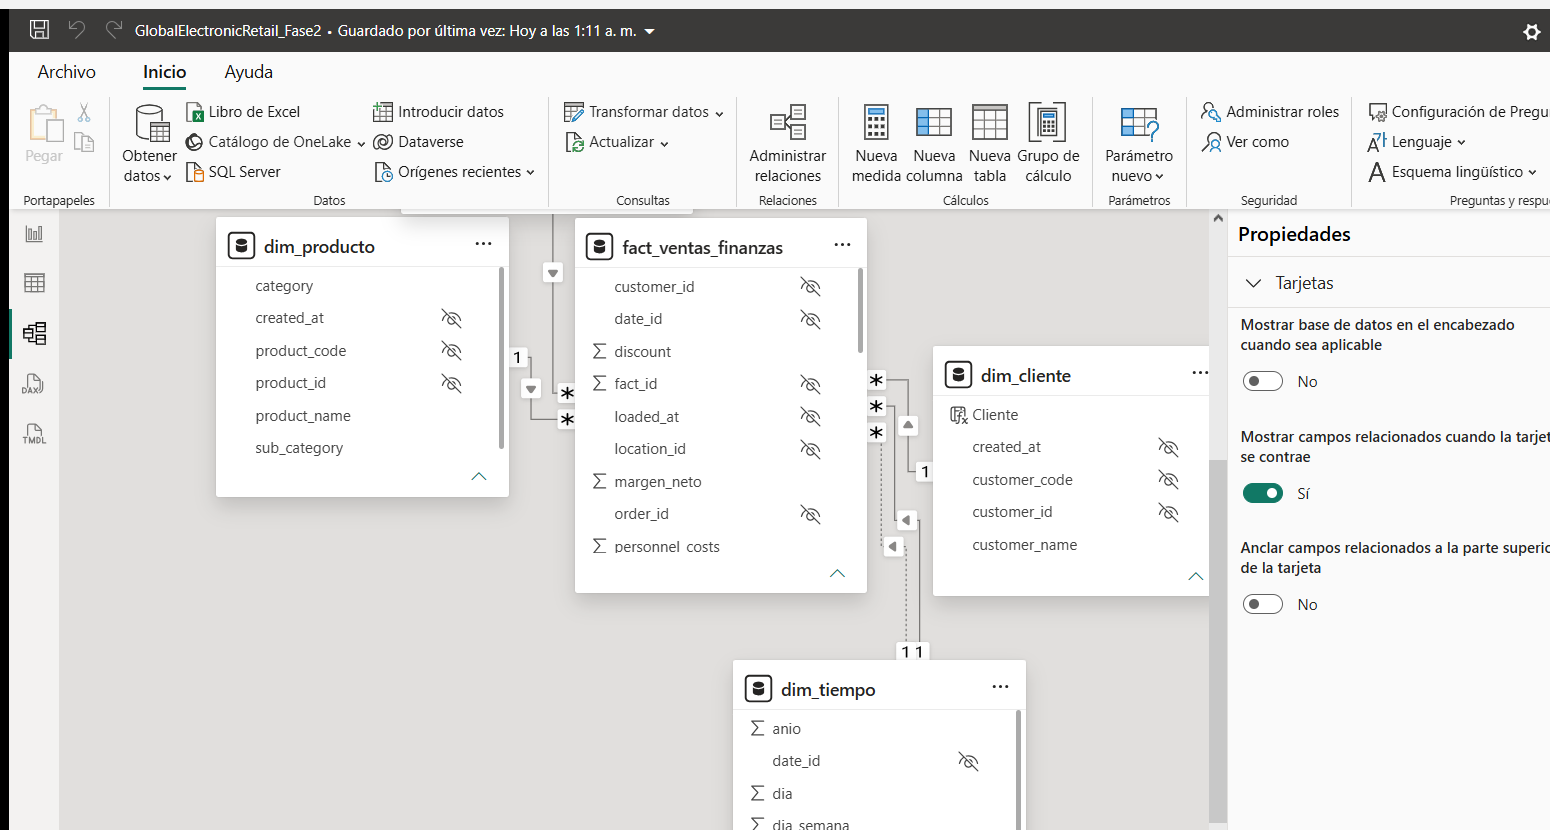 GlobalElectronicRetail_Fase2 • Guardado por última vez: Hoy a las 1:11 a. m.
Archivo
Inicio
Ayuda
Pegar
Portapapeles
Obtener
datos
Libro de Excel
Catálogo de OneLake
SQL Server
Introducir datos
Dataverse
Orígenes recientes
Datos
Transformar datos
Actualizar
Consultas
Administrar
relaciones
Relaciones
Nueva
medida
Nueva
columna
Nueva
tabla
Grupo de
cálculo
Cálculos
Parámetro
nuevo
Parámetros
Administrar roles
Ver como
Seguridad
Configuración de Pregu
Lenguaje
Esquema lingüístico
Preguntas y respu
DAX
TMDL
dim_producto
category
created_at
product_code
product_id
product_name
sub_category
1
*
*
fact_ventas_finanzas
customer_id
date_id
discount
fact_id
loaded_at
location_id
margen_neto
order_id
personnel_costs
*
*
*
1
1 1
dim_cliente
Cliente
created_at
customer_code
customer_id
customer_name
dim_tiempo
anio
date_id
dia
dia_semana
Propiedades
Tarjetas
Mostrar base de datos en el encabezado
cuando sea aplicable
No
Mostrar campos relacionados cuando la tarjet
se contrae
Sí
Anclar campos relacionados a la parte superio
de la tarjeta
No